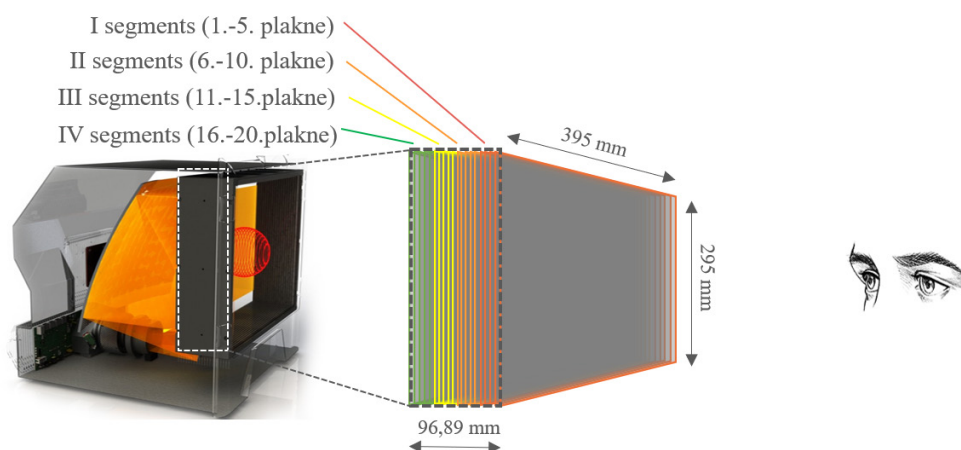 I segments (1.-5. plakne)
II segments (6.-10. plakne)
III segments (11.-15.plakne)
IV segments (16.-20.plakne)
395 mm
295 mm
96,89 mm